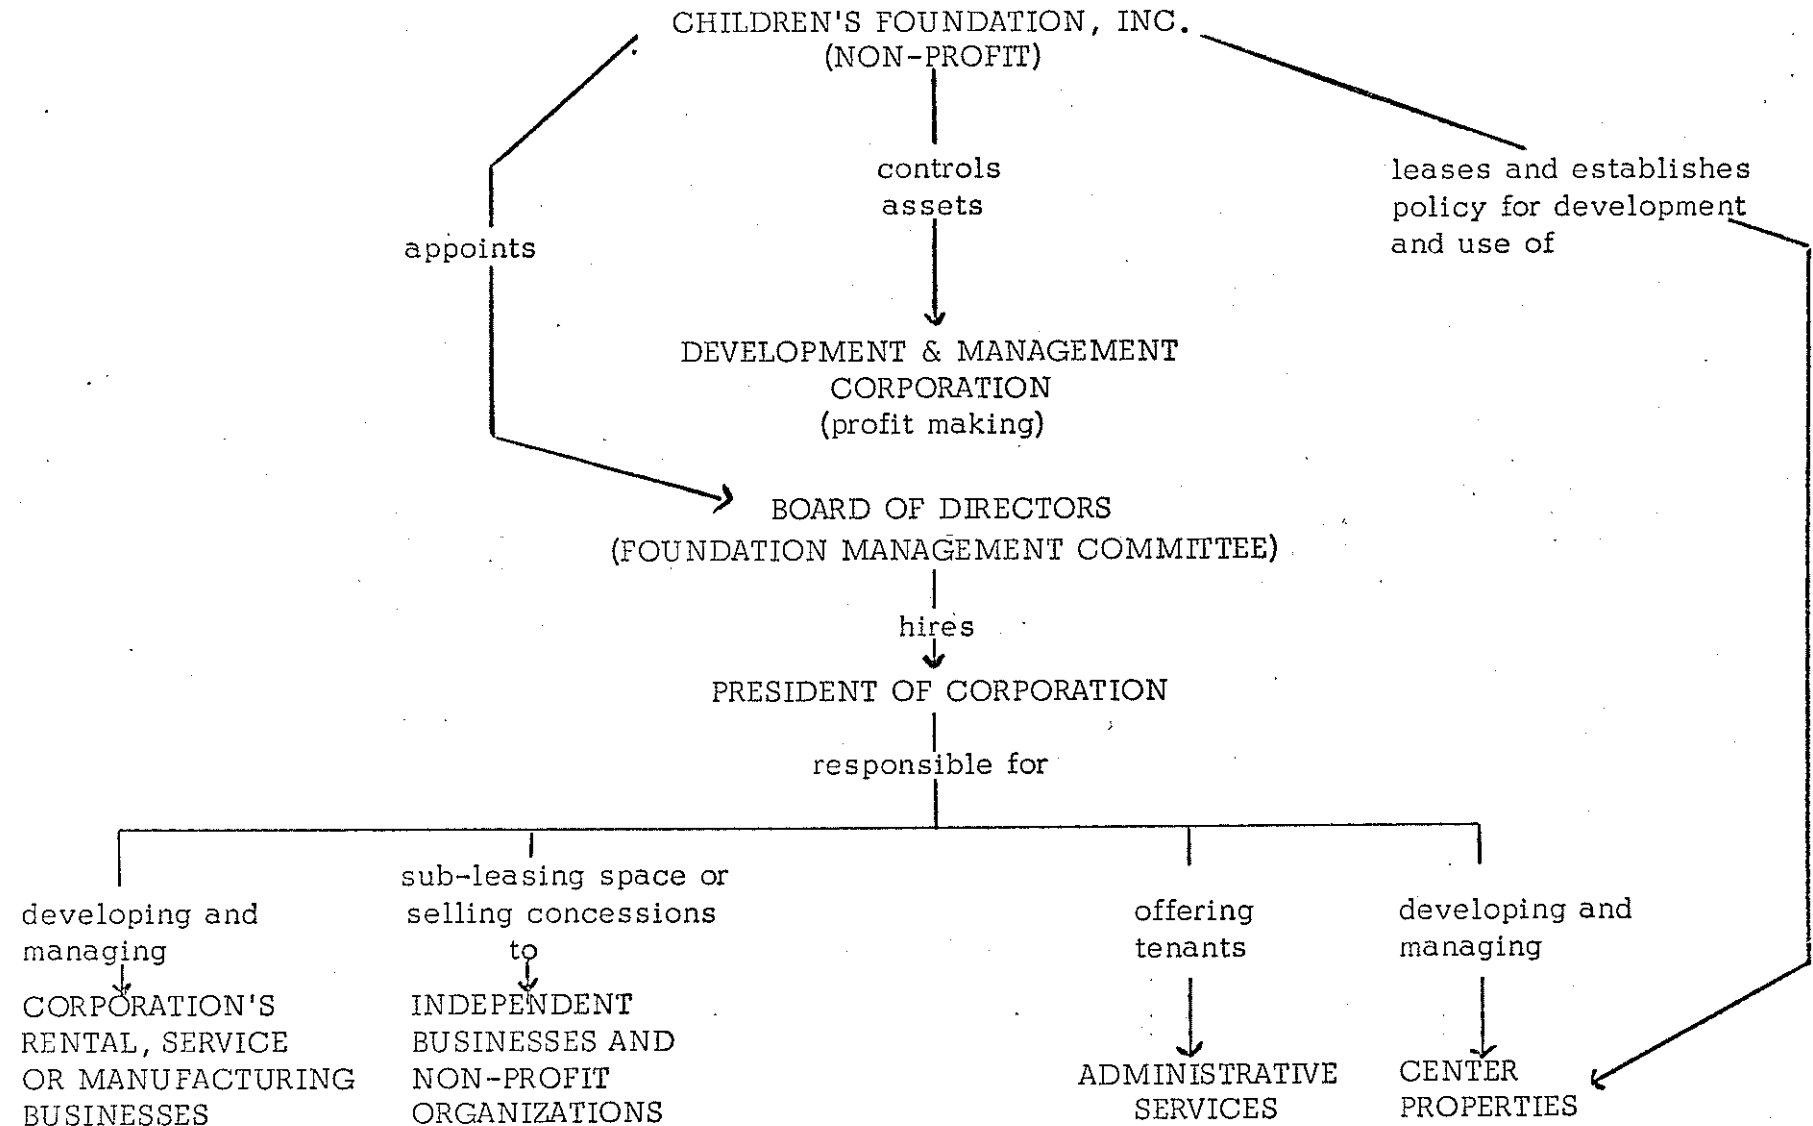 CHILDREN'S FOUNDATION, INC.
(NON-PROFIT)
controls
assets
leases and establishes
policy for development
and use of
appoints
DEVELOPMENT & MANAGEMENT
CORPORATION
(profit making)
BOARD OF DIRECTORS
(FOUNDATION MANAGEMENT COMMITTEE)
hires
PRESIDENT OF CORPORATION
responsible for
developing and
managing
CORPORATION'S
RENTAL, SERVICE
OR MANUFACTURING
BUSINESSES
sub-leasing space or
selling concessions
to
INDEPENDENT
BUSINESSES AND
NON-PROFIT
ORGANIZATIONS
offering
tenants
ADMINISTRATIVE
SERVICES
developing and
managing
CENTER
PROPERTIES